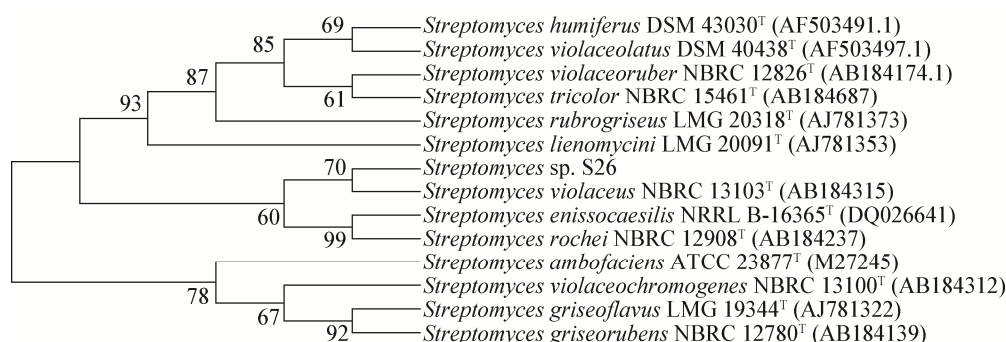 69
Streptomyces humiferus DSM 43030ᵀ (AF503491.1)
85
Streptomyces violaceolatus DSM 40438ᵀ (AF503497.1)
87
Streptomyces violaceoruber NBRC 12826ᵀ (AB184174.1)
61
Streptomyces tricolor NBRC 15461ᵀ (AB184687)
93
Streptomyces rubrogriseus LMG 20318ᵀ (AJ781373)
Streptomyces lienomycini LMG 20091ᵀ (AJ781353)
70
Streptomyces sp. S26
Streptomyces violaceus NBRC 13103ᵀ (AB184315)
60
Streptomyces enissocaesilis NRRL B-16365ᵀ (DQ026641)
99
Streptomyces rochei NBRC 12908ᵀ (AB184237)
Streptomyces ambofaciens ATCC 23877ᵀ (M27245)
78
Streptomyces violaceochromogenes NBRC 13100ᵀ (AB184312)
67
Streptomyces griseoflavus LMG 19344ᵀ (AJ781322)
92
Streptomyces griseorubens NBRC 12780ᵀ (AB184139)